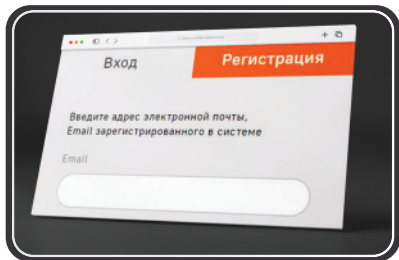 Вход
Регистрация
Введите адрес электронной почты,
Email зарегистрированного в системе
Email